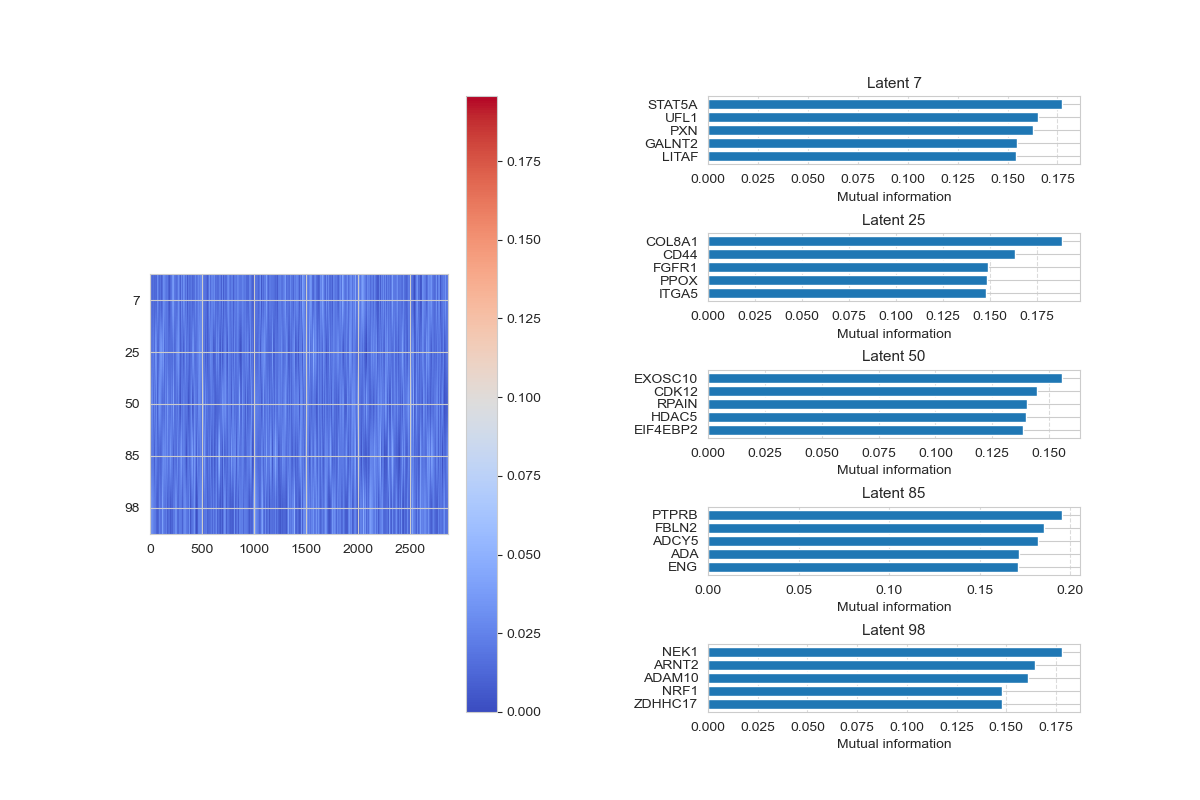 7
25
50
85
98
0 500 1000 1500 2000 2500
0.175
0.150
0.125
0.100
0.075
0.050
0.025
0.000
Latent 7
STAT5A
UFL1
PXN
GALNT2
LITAF
0.000 0.025 0.050 0.075 0.100 0.125 0.150 0.175
Mutual information
Latent 25
COL8A1
CD44
FGFR1
PPOX
ITGA5
0.000 0.025 0.050 0.075 0.100 0.125 0.150 0.175
Mutual information
Latent 50
EXOSC10
CDK12
RPAIN
HDAC5
EIF4EBP2
0.000 0.025 0.050 0.075 0.100 0.125 0.150
Mutual information
Latent 85
PTPRB
FBLN2
ADCY5
ADA
ENG
0.00 0.05 0.10 0.15 0.20
Mutual information
Latent 98
NEK1
ARNT2
ADAM10
NRF1
ZDHHC17
0.000 0.025 0.050 0.075 0.100 0.125 0.150 0.175
Mutual information